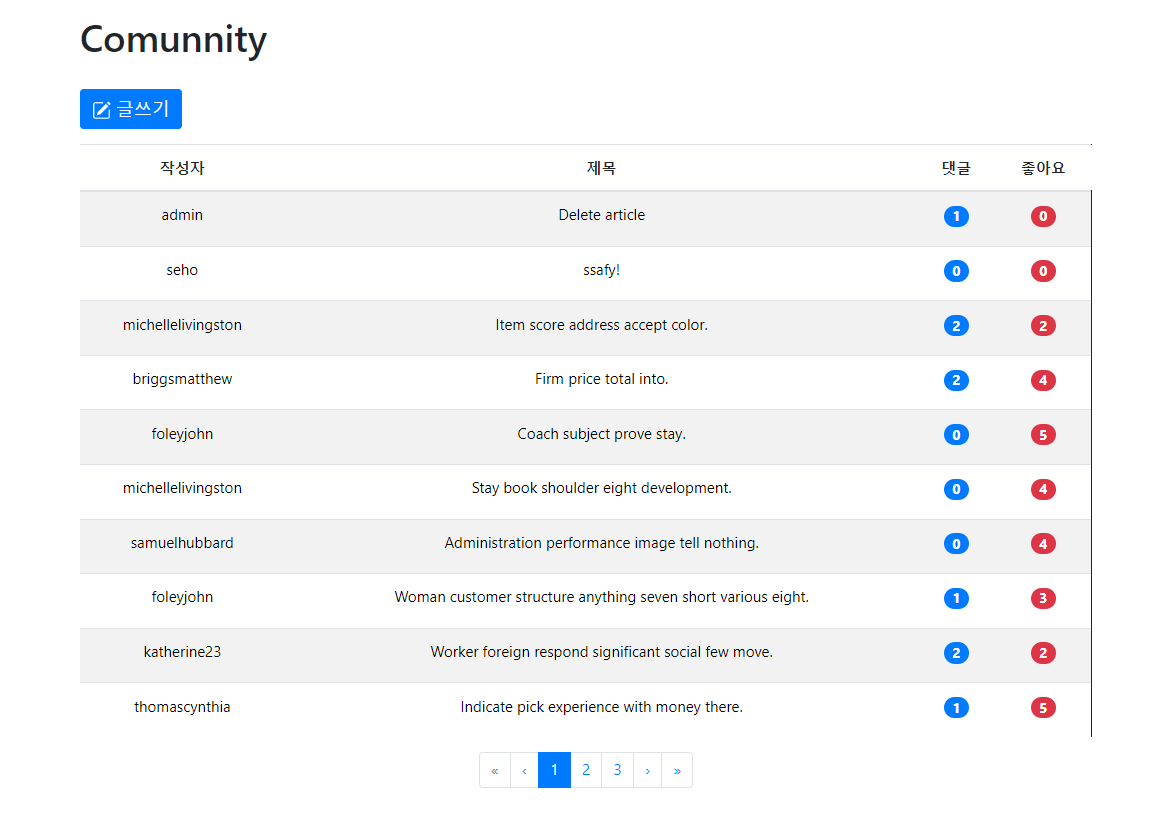 Comunnity
글쓰기
작성자 제목 댓글 좋아요
admin Delete article 1 0
seho ssafy! 0 0
michellelivingston Item score address accept color. 2 2
briggsmatthew Firm price total into. 2 4
foleyjohn Coach subject prove stay. 0 5
michellelivingston Stay book shoulder eight development. 0 4
samuelhubbard Administration performance image tell nothing. 0 4
foleyjohn Woman customer structure anything seven short various eight. 1 3
katherine23 Worker foreign respond significant social few move. 2 2
thomascynthia Indicate pick experience with money there. 1 5
« ‹ 1 2 3 › »